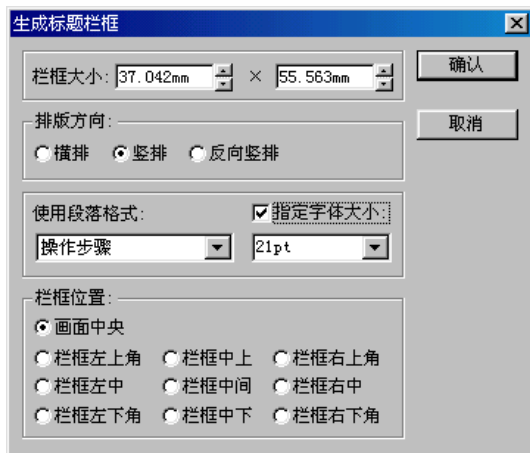 生成标题栏框
栏框大小: 37.042mm × 55.563mm
确认
排版方向:
取消
横排 竖排 反向竖排
使用段落格式: 指定字体大小:
操作步骤 21pt
栏框位置:
画面中央
栏框左上角 栏框中上 栏框右上角
栏框左中 栏框中间 栏框右中
栏框左下角 栏框中下 栏框右下角